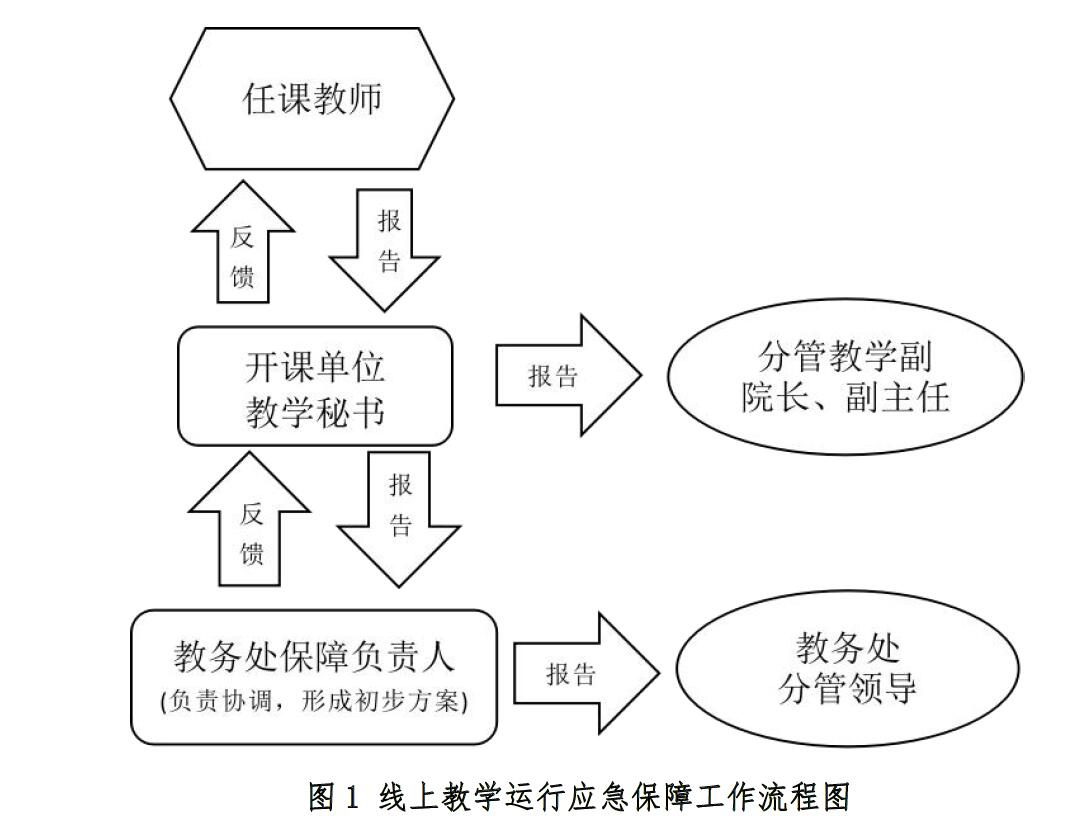 任课教师
反馈
报告
开课单位
教学秘书
报告
分管教学副
院长、副主任
反馈
报告
教务处保障负责人
(负责协调，形成初步方案)
报告
教务处
分管领导
图1 线上教学运行应急保障工作流程图